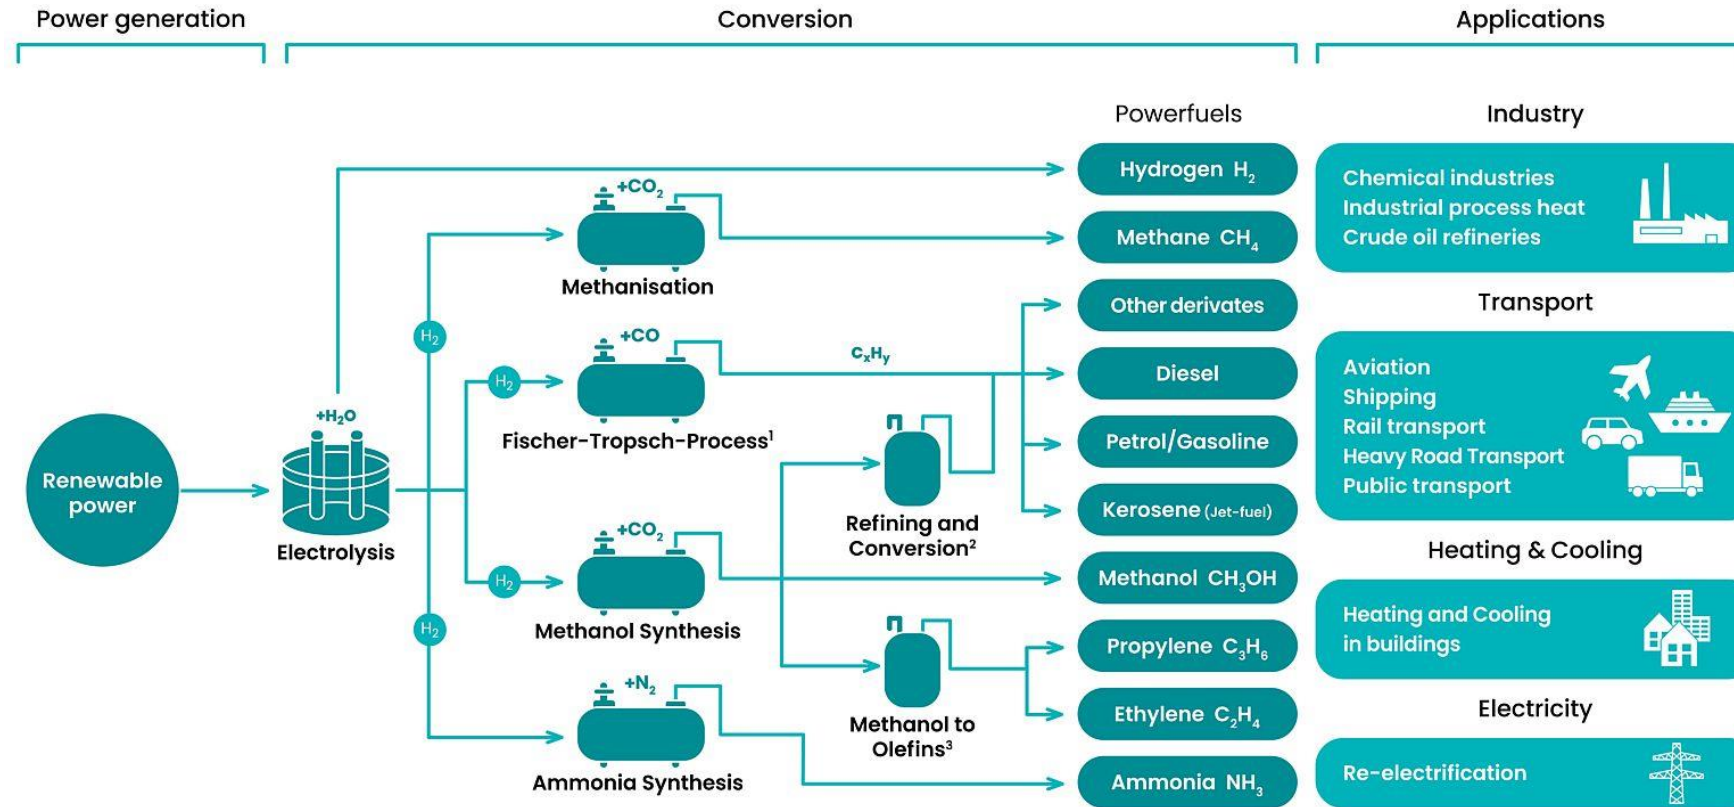 Power generation
Conversion
Applications
Powerfuels
Industry
Hydrogen H₂
Chemical industries
Industrial process heat
Crude oil refineries
+CO₂
Methane CH₄
Methanisation
Other derivates
Transport
H₂
+CO
CₓHᵧ
Diesel
Aviation
Shipping
Rail transport
Heavy Road Transport
Public transport
H₂
+H₂O
Fischer-Tropsch-Process¹
Petrol/Gasoline
Renewable
power
Electrolysis
+CO₂
Refining and
Conversion²
Kerosene (Jet-fuel)
Heating & Cooling
H₂
Methanol CH₃OH
Methanol Synthesis
H₂
Heating and Cooling
in buildings
Propylene C₃H₆
+N₂
Methanol to
Olefins³
Ethylene C₂H₄
Electricity
Ammonia Synthesis
Ammonia NH₃
Re-electrification